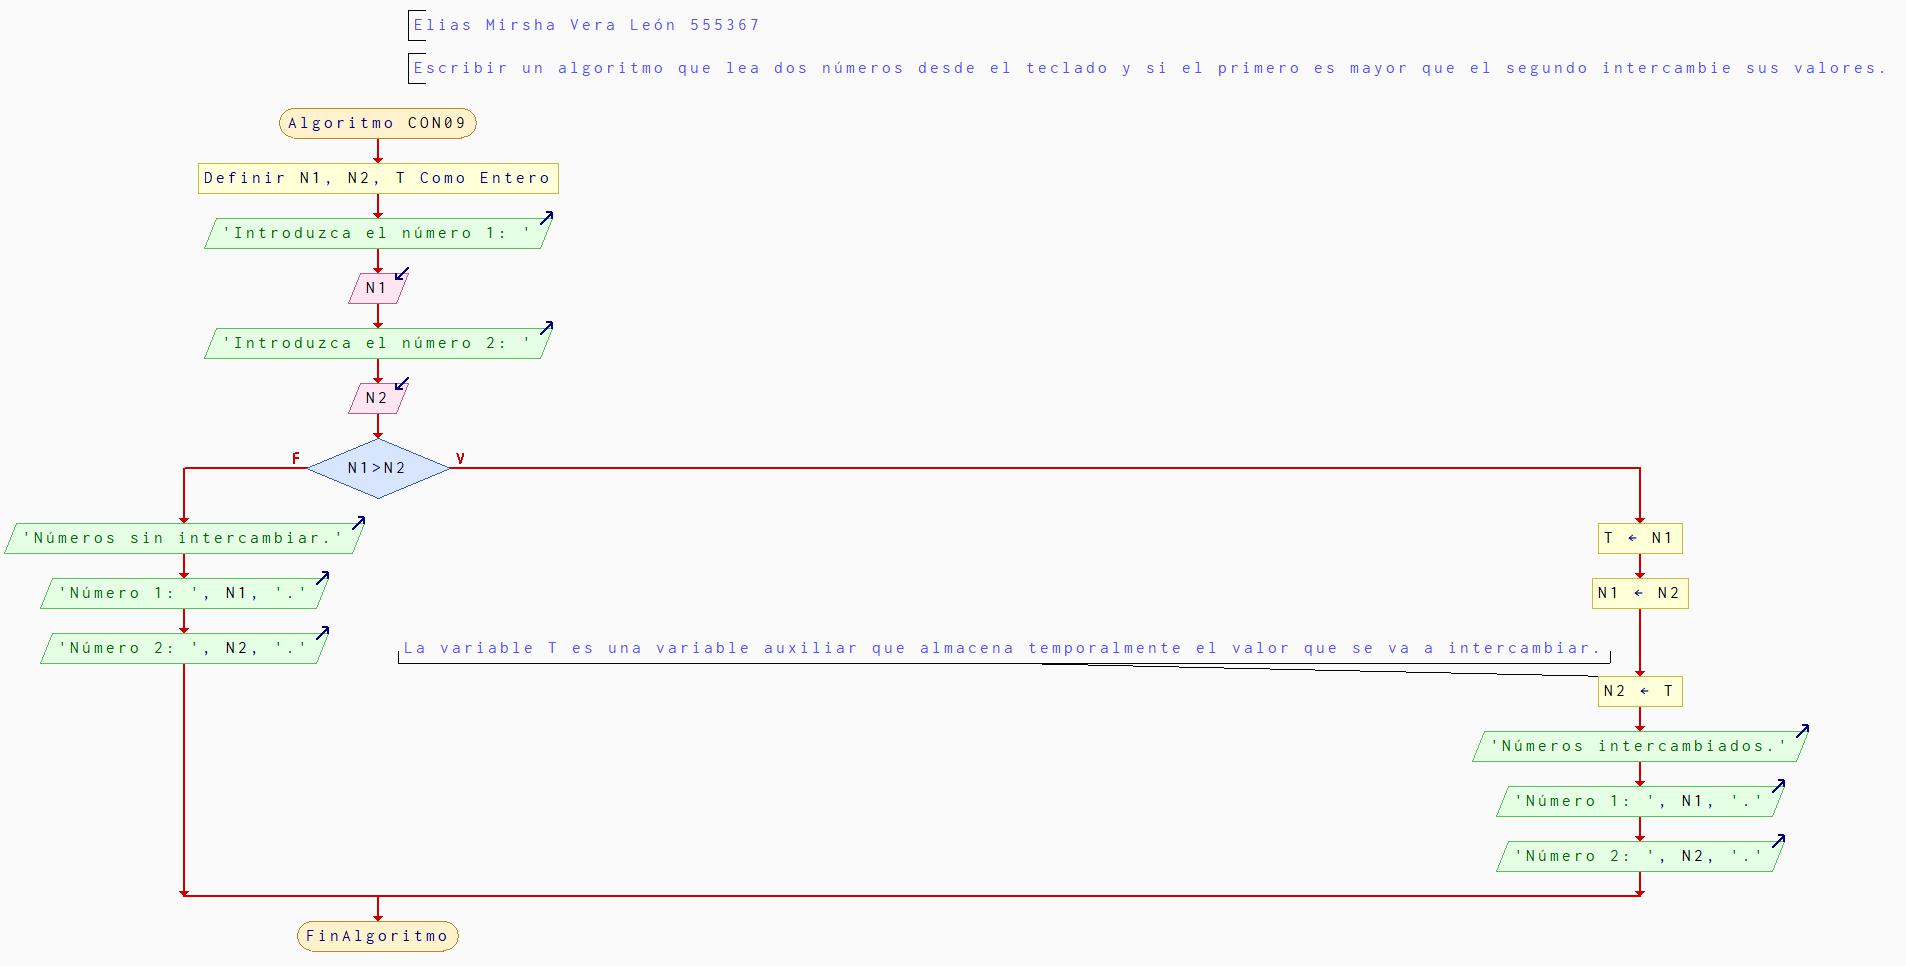 Elias Mirsha Vera León 555367
Escribir un algoritmo que lea dos números desde el teclado y si el primero es mayor que el segundo intercambie sus valores.
Algoritmo CON09
Definir N1, N2, T Como Entero
'Introduzca el número 1: '
N1
'Introduzca el número 2: '
N2
F
N1>N2
V
'Números sin intercambiar.'
'Número 1: ', N1, '.'
'Número 2: ', N2, '.'
T ← N1
N1 ← N2
La variable T es una variable auxiliar que almacena temporalmente el valor que se va a intercambiar.
N2 ← T
'Números intercambiados.'
'Número 1: ', N1, '.'
'Número 2: ', N2, '.'
FinAlgoritmo